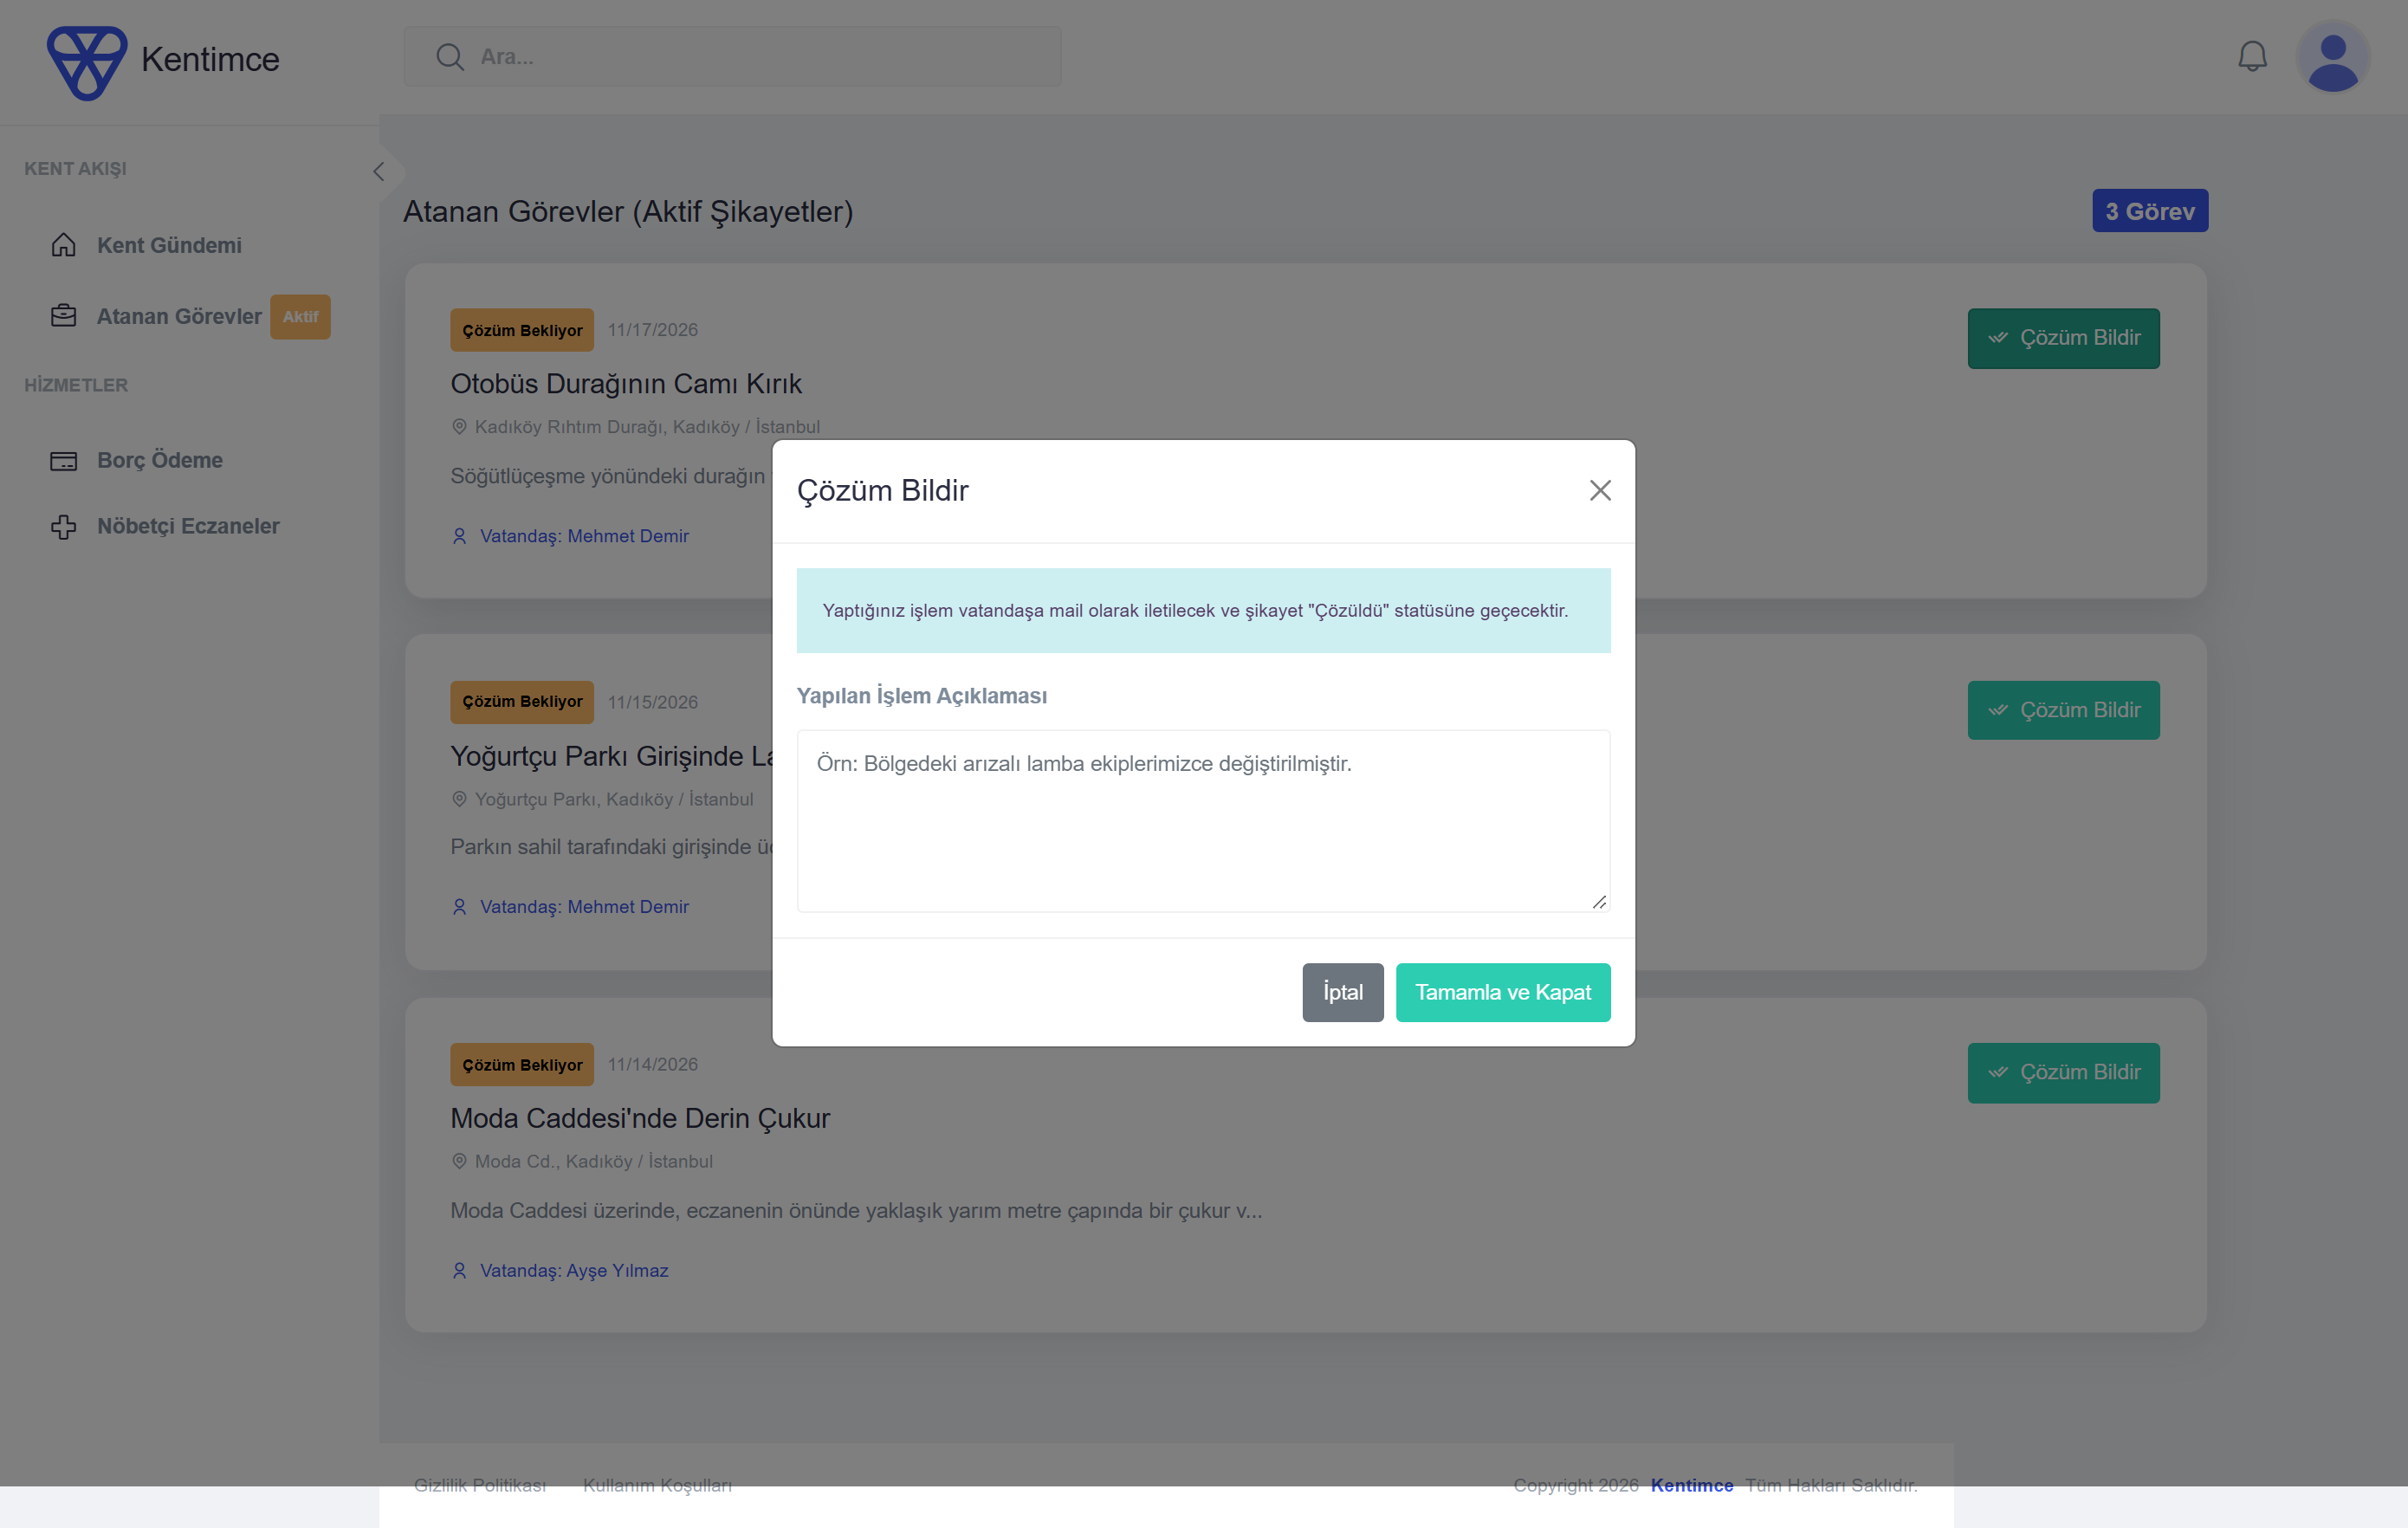 Kentimce
Ara...
KENT AKIŞI
Kent Gündemi
Atanan Görevler Aktif
HİZMETLER
Borç Ödeme
Nöbetçi Eczaneler
Atanan Görevler (Aktif Şikayetler)
3 Görev
Çözüm Bekliyor 11/17/2026
Çözüm Bildir
Otobüs Durağının Camı Kırık
Kadıköy Rıhtım Durağı, Kadıköy / İstanbul
Söğütlüçeşme yönündeki durağın
Vatandaş: Mehmet Demir
Çözüm Bekliyor 11/15/2026
Çözüm Bildir
Yoğurtçu Parkı Girişinde
Yoğurtçu Parkı, Kadıköy / İstanbul
Parkın sahil tarafındaki girişinde
Vatandaş: Mehmet Demir
Çözüm Bekliyor 11/14/2026
Çözüm Bildir
Moda Caddesi'nde Derin Çukur
Moda Cd., Kadıköy / İstanbul
Moda Caddesi üzerinde, eczanenin önünde yaklaşık yarım metre çapında bir çukur v...
Vatandaş: Ayşe Yılmaz
Çözüm Bildir
Yaptığınız işlem vatandaşa mail olarak iletilecek ve şikayet "Çözüldü" statüsüne geçecektir.
Yapılan İşlem Açıklaması
Örn: Bölgedeki arızalı lamba ekiplerimizce değiştirilmiştir.
İptal
Tamamla ve Kapat
Gizlilik Politikası Kullanım Koşulları
Copyright 2026 Kentimce Tüm Hakları Saklıdır.